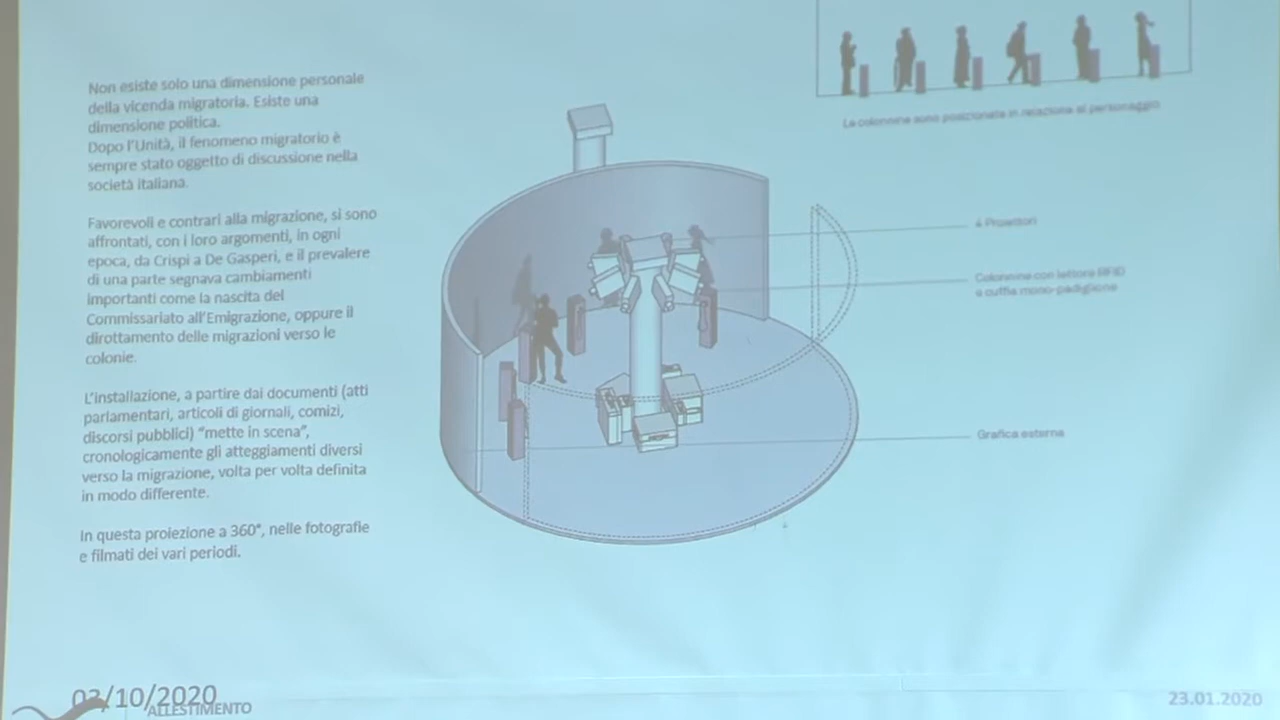 Non esiste solo una dimensione personale
della vicenda migratoria. Esiste una
dimensione politica.
Dopo l'Unità, il fenomeno migratorio è
sempre stato oggetto di discussione nella
società italiana.
Favorevoli e contrari alla migrazione, si sono
affrontati, con i loro argomenti, in ogni
epoca, da Crispi a De Gasperi, e il prevalere
di una parte segnava cambiamenti
importanti come la nascita del
Commissariato all'Emigrazione, oppure il
dirottamento delle migrazioni verso le
colonie.
L'installazione, a partire dai documenti (atti
parlamentari, articoli di giornali, comizi,
discorsi pubblici) "mette in scena",
cronologicamente gli atteggiamenti diversi
verso la migrazione, volta per volta definita
in modo differente.
In questa proiezione a 360°, nelle fotografie
e filmati dei vari periodi.
La colonnine sono posizionate in relazione al personaggio
4 Proiettori
Colonnine con lettore RFID
e cuffia mono-padiglione
Grafica esterna
03/10/2020
ALLESTIMENTO
23.01.2020